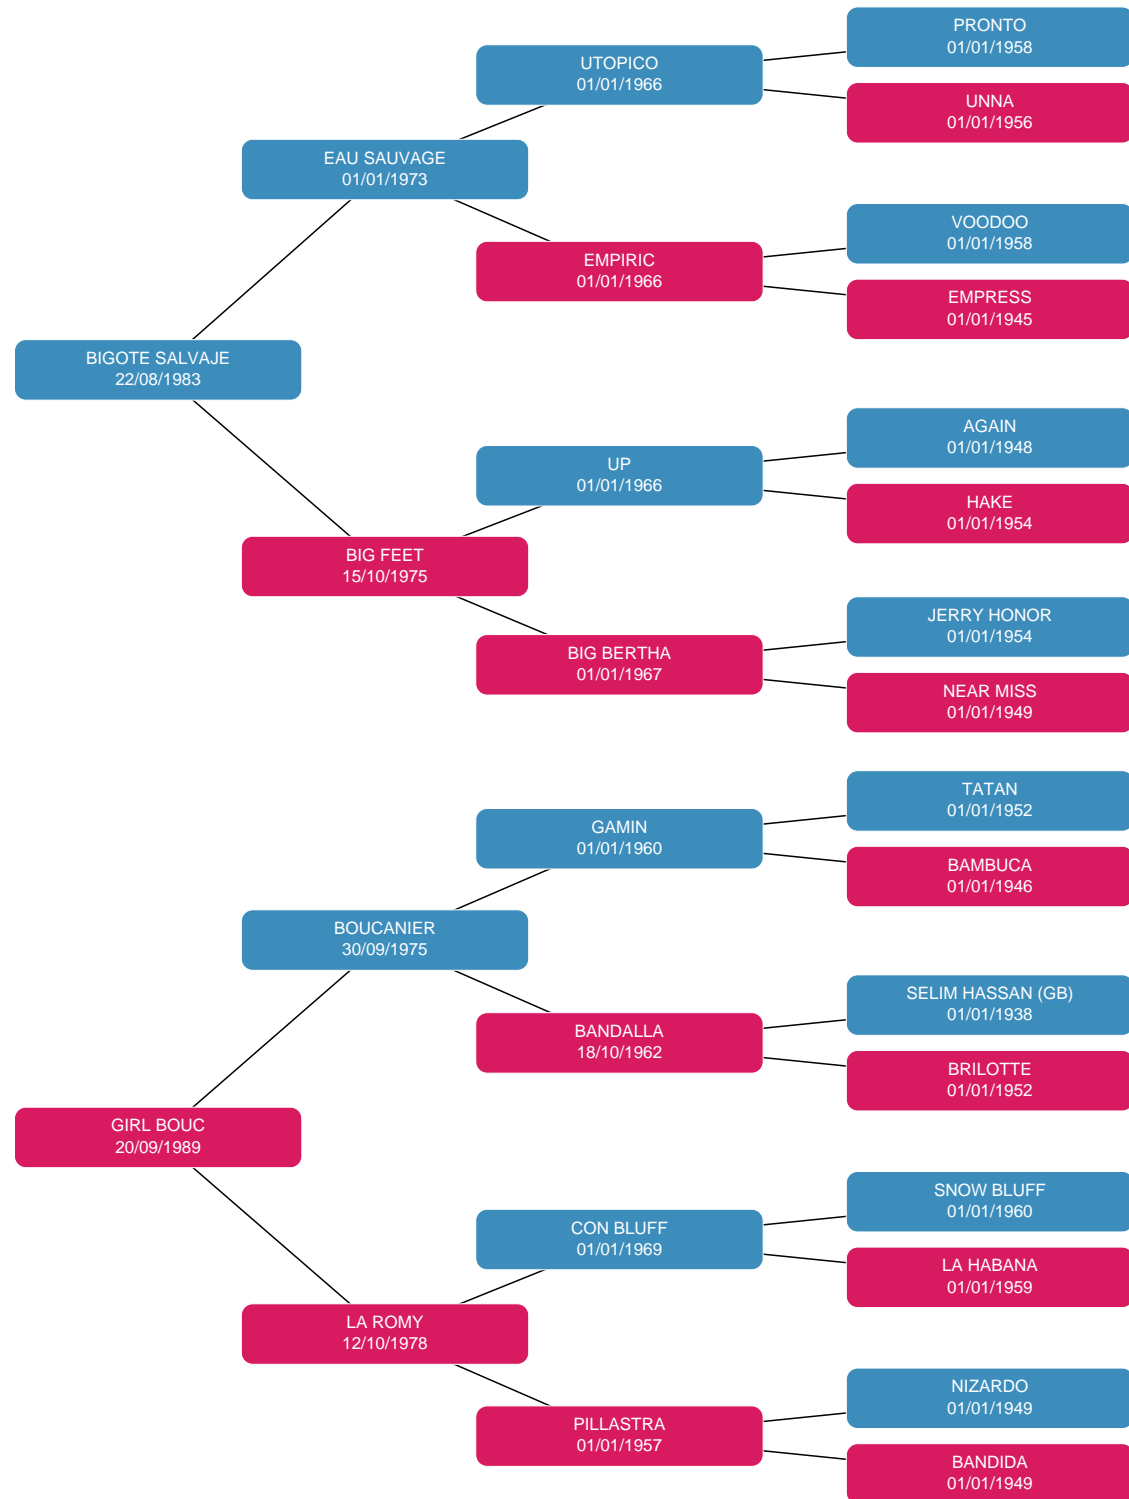 PRONTO
01/01/1958
UTOPICO
01/01/1966
UNNA
01/01/1956
EAU SAUVAGE
01/01/1973
VOODOO
01/01/1958
EMPIRIC
01/01/1966
EMPRESS
01/01/1945
BIGOTE SALVAJE
22/08/1983
AGAIN
01/01/1948
UP
01/01/1966
HAKE
01/01/1954
BIG FEET
15/10/1975
JERRY HONOR
01/01/1954
BIG BERTHA
01/01/1967
NEAR MISS
01/01/1949
TATAN
01/01/1952
GAMIN
01/01/1960
BAMBUCA
01/01/1946
BOUCANIER
30/09/1975
SELIM HASSAN (GB)
01/01/1938
BANDALLA
18/10/1962
BRILOTTE
01/01/1952
GIRL BOUC
20/09/1989
SNOW BLUFF
01/01/1960
CON BLUFF
01/01/1969
LA HABANA
01/01/1959
LA ROMY
12/10/1978
NIZARDO
01/01/1949
PILLASTRA
01/01/1957
BANDIDA
01/01/1949